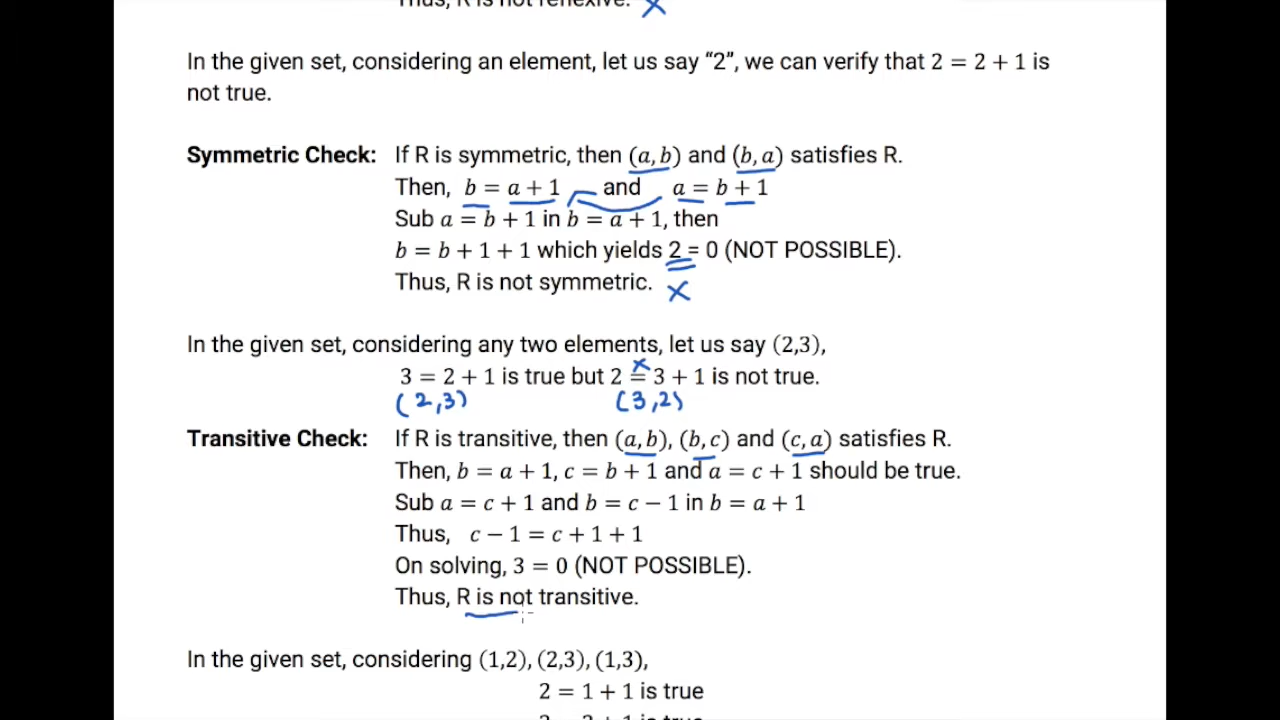 Thus, R is not reflexive. x
In the given set, considering an element, let us say “2”, we can verify that 2 = 2 + 1 is
not true.
Symmetric Check: If R is symmetric, then (a, b) and (b, a) satisfies R.
Then, b = a + 1 and a = b + 1
Sub a = b + 1 in b = a + 1, then
b = b + 1 + 1 which yields 2 = 0 (NOT POSSIBLE).
Thus, R is not symmetric. x
In the given set, considering any two elements, let us say (2,3),
x
3 = 2 + 1 is true but 2 = 3 + 1 is not true.
(2,3) (3,2)
Transitive Check: If R is transitive, then (a, b), (b, c) and (c, a) satisfies R.
Then, b = a + 1, c = b + 1 and a = c + 1 should be true.
Sub a = c + 1 and b = c − 1 in b = a + 1
Thus, c − 1 = c + 1 + 1
On solving, 3 = 0 (NOT POSSIBLE).
Thus, R is not transitive.
In the given set, considering (1,2), (2,3), (1,3),
2 = 1 + 1 is true
3 = 2 + 1 is true